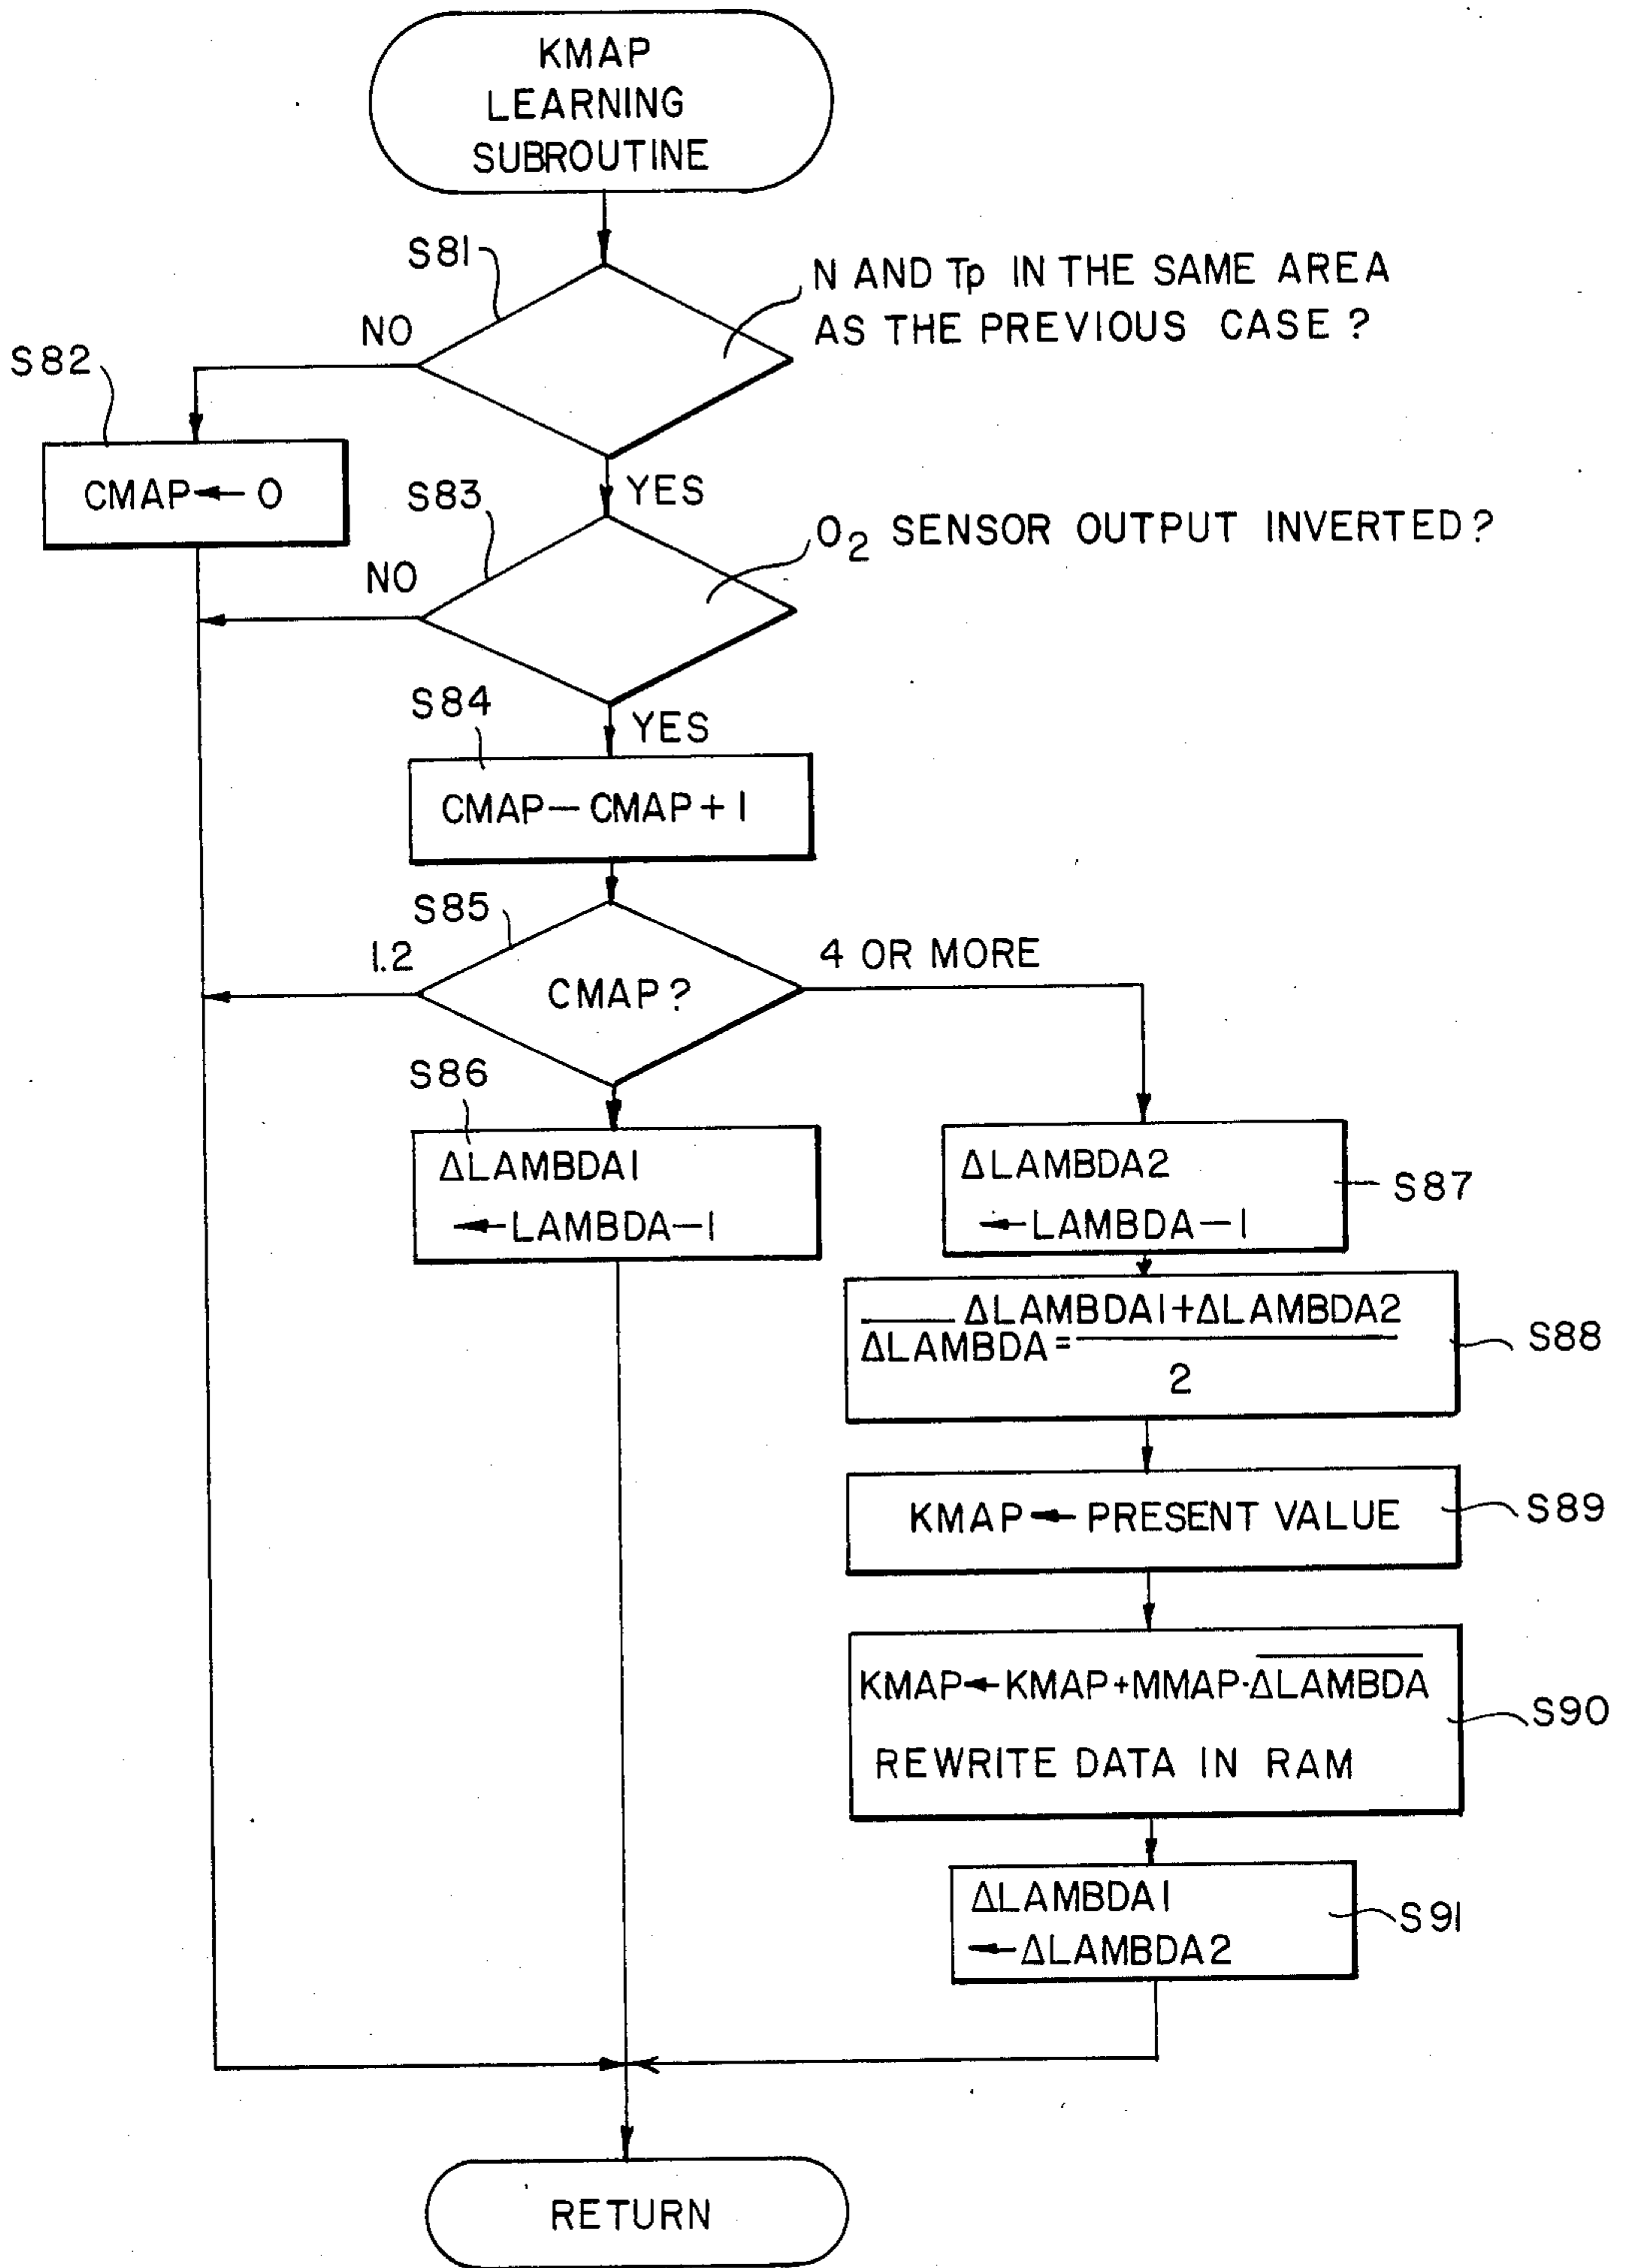 KMAP
LEARNING
SUBROUTINE
S81
N AND Tp IN THE SAME AREA
AS THE PREVIOUS CASE ?
NO
S82
CMAP ← 0
YES
S83
O2 SENSOR OUTPUT INVERTED?
NO
S84
YES
CMAP — CMAP + 1
S85
1.2
4 OR MORE
CMAP ?
S86
ΔLAMBDA1
← LAMBDA – 1
ΔLAMBDA2
← LAMBDA – 1
S87
ΔLAMBDA1+ΔLAMBDA2
ΔLAMBDA =
2
S88
KMAP ← PRESENT VALUE
S89
KMAP ← KMAP + MMAP·ΔLAMBDA
REWRITE DATA IN RAM
S90
ΔLAMBDA1
← ΔLAMBDA2
S91
RETURN